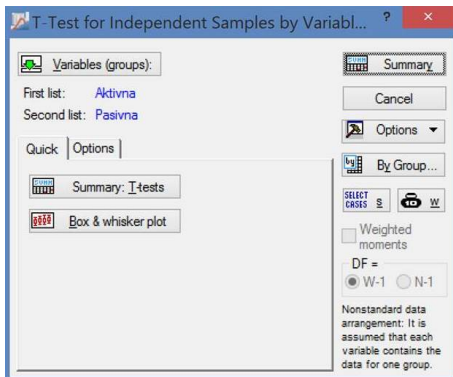 T-Test for Independent Samples by Variabl... ? ×
Variables (groups):
First list: Aktivna
Second list: Pasivna
Quick Options
Summary: T-tests
Box & whisker plot
Summary
Cancel
Options
By Group...
SELECT CASES S W
Weighted
moments
DF =
W-1 N-1
Nonstandard data
arrangement: It is
assumed that each
variable contains the
data for one group.